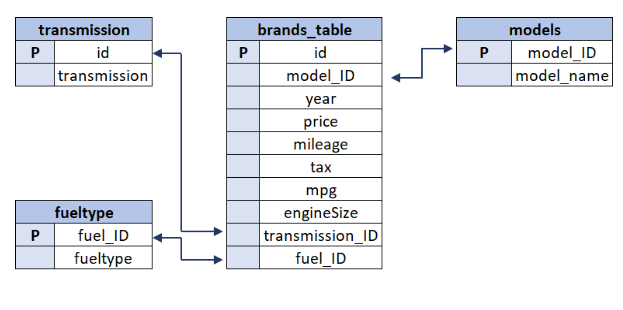 transmission
P id
transmission
brands_table
P id
model_ID
year
price
mileage
tax
mpg
engineSize
transmission_ID
fuel_ID
models
P model_ID
model_name
fueltype
P fuel_ID
fueltype